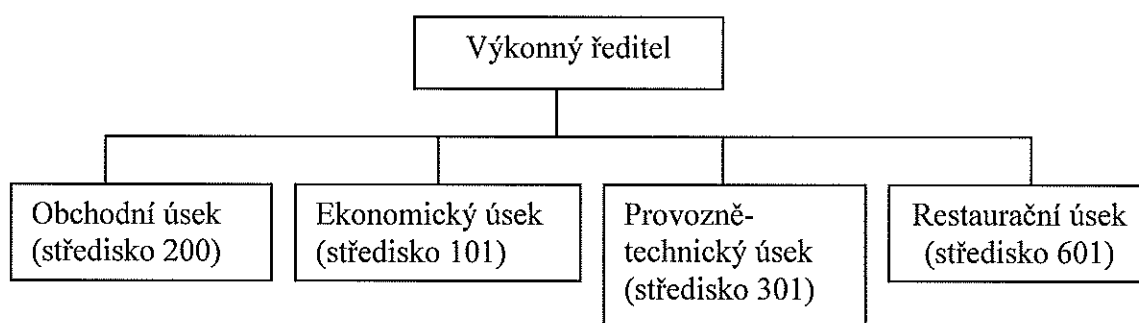 Výkonný ředitel
Obchodní úsek
(středisko 200)
Ekonomický úsek
(středisko 101)
Provozně-
technický úsek
(středisko 301)
Restaurační úsek
(středisko 601)